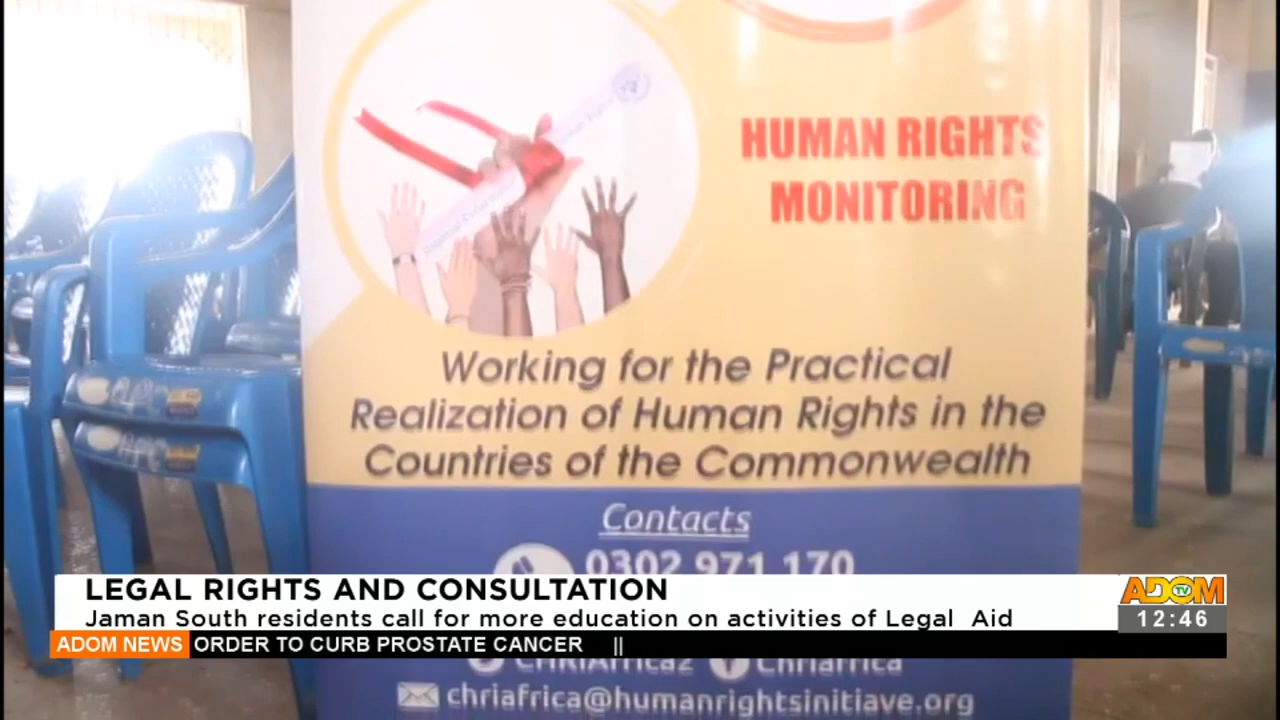 HUMAN RIGHTS
MONITORING
Working for the Practical
Realization of Human Rights in the
Countries of the Commonwealth
Contacts
0302 971 170
LEGAL RIGHTS AND CONSULTATION
Jaman South residents call for more education on activities of Legal Aid
ADOM TV
12:46
ADOM NEWS ORDER TO CURB PROSTATE CANCER ||
CHRIAfrica2 Chriafrica
chriafrica@humanrightsinitiave.org